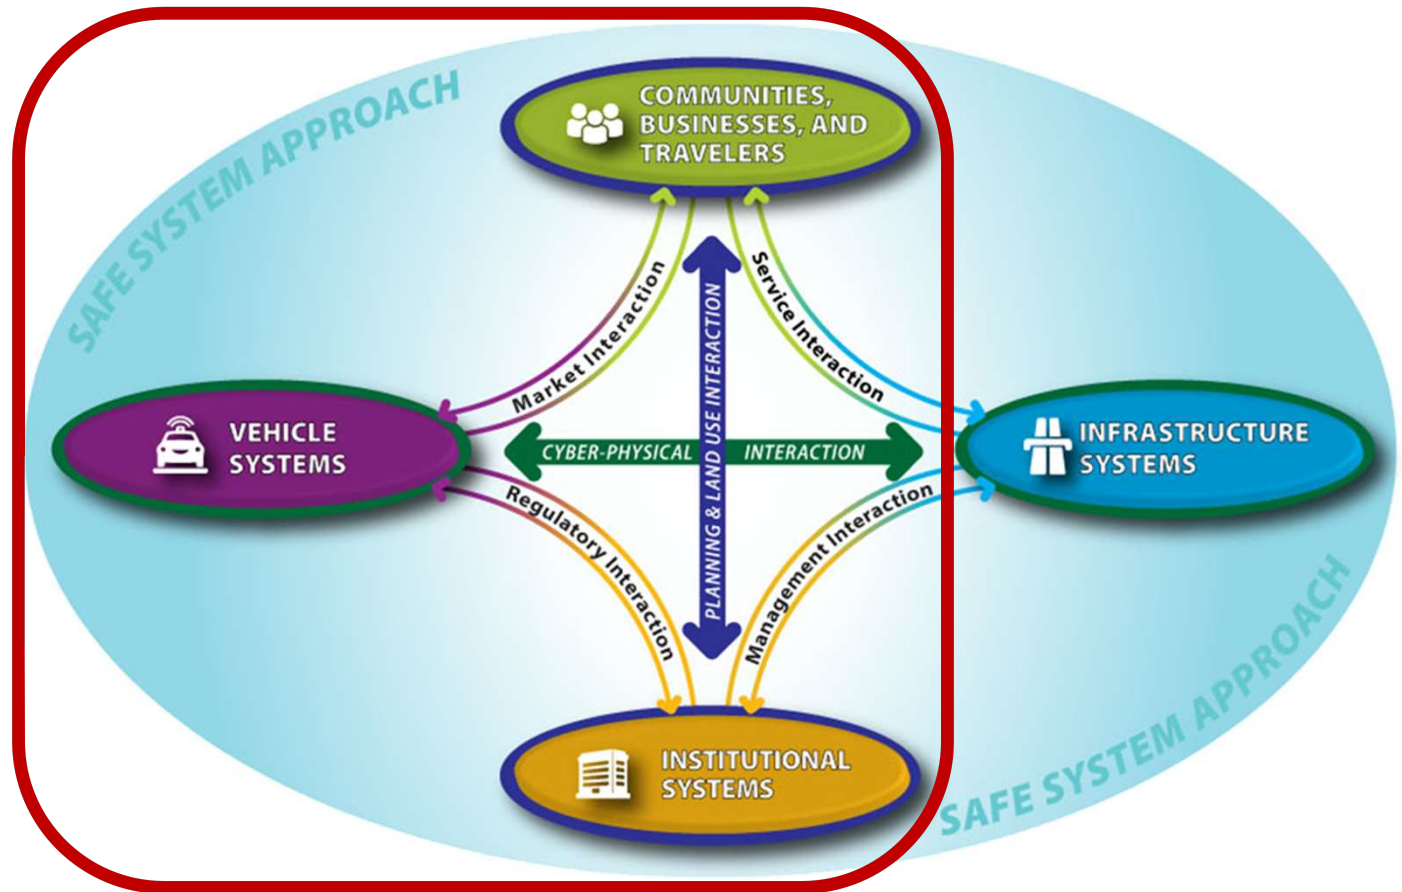 SAFE SYSTEM APPROACH
COMMUNITIES,
BUSINESSES, AND
TRAVELERS
Market Interaction
Service Interaction
PLANNING & LAND USE INTERACTION
VEHICLE
SYSTEMS
CYBER-PHYSICAL INTERACTION
INFRASTRUCTURE
SYSTEMS
Regulatory Interaction
Management Interaction
INSTITUTIONAL
SYSTEMS
SAFE SYSTEM APPROACH